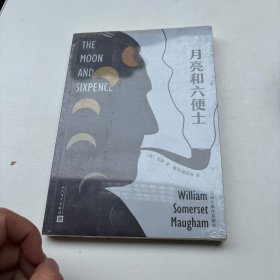 THE
MOON
AND
SIXPENCE
月亮和六便士
William
Somerset
Maugham